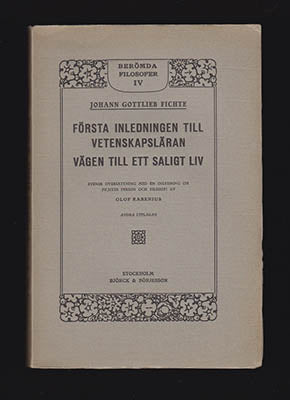 BERÖMDA
FILOSOFER
IV
JOHANN GOTTLIEB FICHTE
FÖRSTA INLEDNINGEN TILL
VETENSKAPSLÄRAN
VÄGEN TILL ETT SALIGT LIV
SVENSK ÖVERSÄTTNING MED EN INLEDNING OM
FICHTES PERSON OCH FILOSOFI AV
OLOF RABENIUS
ANDRA UPPLAGAN
STOCKHOLM
BJÖRCK & BÖRJESSON